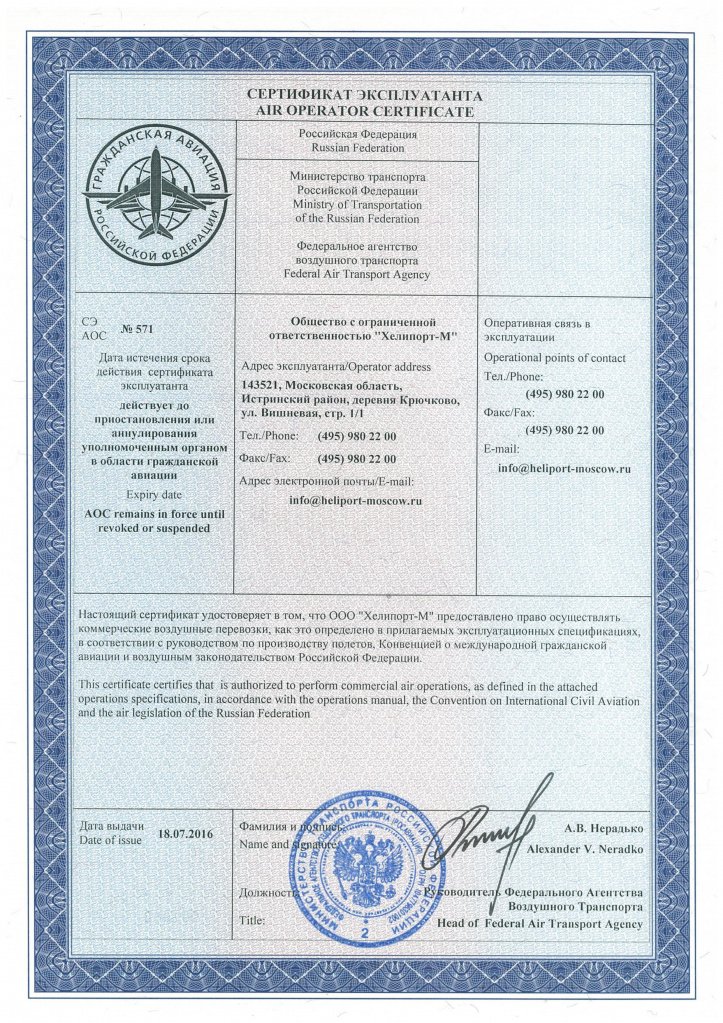 СЕРТИФИКАТ ЭКСПЛУАТАНТА
AIR OPERATOR CERTIFICATE
ГРАЖДАНСКАЯ АВИАЦИЯ
РОССИЙСКОЙ ФЕДЕРАЦИИ
Российская Федерация
Russian Federation
Министерство транспорта
Российской Федерации
Ministry of Transportation
of the Russian Federation
Федеральное агентство
воздушного транспорта
Federal Air Transport Agency
СЭ
АОС
№ 571
Дата истечения срока
действия сертификата
эксплуатанта
действует до
приостановления или
аннулирования
уполномоченным органом
в области гражданской
авиации
Expiry date
AOC remains in force until
revoked or suspended
Общество с ограниченной
ответственностью "Хелипорт-М"
Адрес эксплуатанта/Operator address
143521, Московская область,
Истринский район, деревня Крючково,
ул. Вишневая, стр. 1/1
Тел./Phone: (495) 980 22 00
Факс/Fax: (495) 980 22 00
Адрес электронной почты/E-mail:
info@heliport-moscow.ru
Оперативная связь в
эксплуатации
Operational points of contact
Тел./Phone:
(495) 980 22 00
Факс/Fax:
(495) 980 22 00
E-mail:
info@heliport-moscow.ru
Настоящий сертификат удостоверяет в том, что ООО "Хелипорт-М" предоставлено право осуществлять
коммерческие воздушные перевозки, как это определено в прилагаемых эксплуатационных спецификациях,
в соответствии с руководством по производству полетов, Конвенцией о международной гражданской
авиации и воздушным законодательством Российской Федерации.
This certificate certifies that is authorized to perform commercial air operations, as defined in the attached
operations specifications, in accordance with the operations manual, the Convention on International Civil Aviation
and the air legislation of the Russian Federation
Дата выдачи
Date of issue
18.07.2016
Фамилия и подпись:
Name and signature:
А.В. Нерадько
Alexander V. Neradko
Должность:
Title:
Руководитель Федерального Агентства
Воздушного Транспорта
Head of Federal Air Transport Agency
МИНИСТЕРСТВО ТРАНСПОРТА РОССИЙСКОЙ ФЕДЕРАЦИИ
2